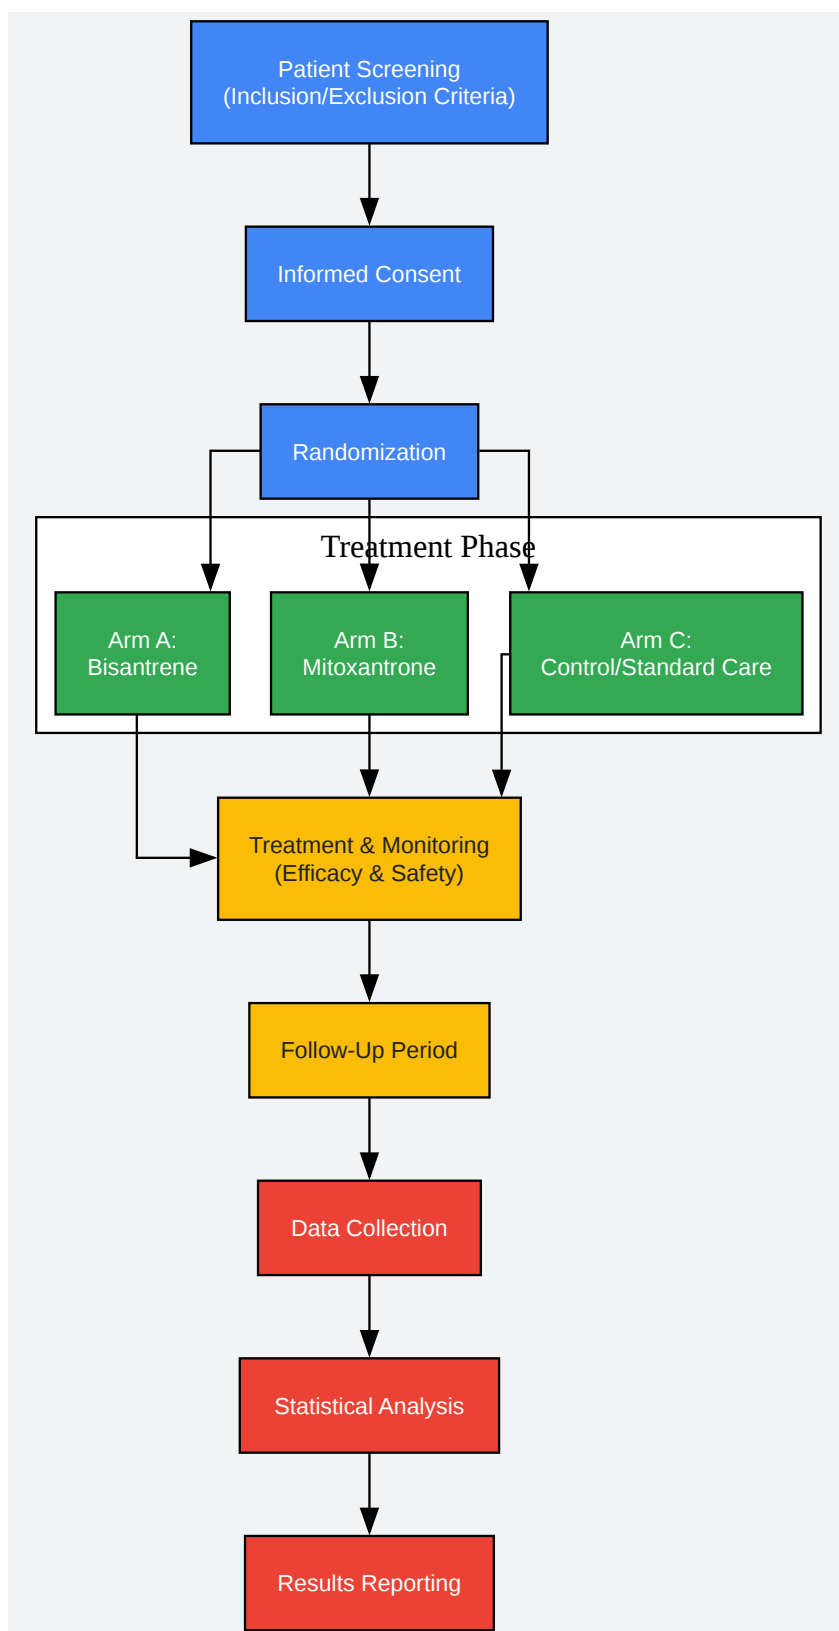 Patient Screening
(Inclusion/Exclusion Criteria)
Informed Consent
Randomization
Treatment Phase
Arm A:
Bisantrene
Arm B:
Mitoxantrone
Arm C:
Control/Standard Care
Treatment & Monitoring
(Efficacy & Safety)
Follow-Up Period
Data Collection
Statistical Analysis
Results Reporting